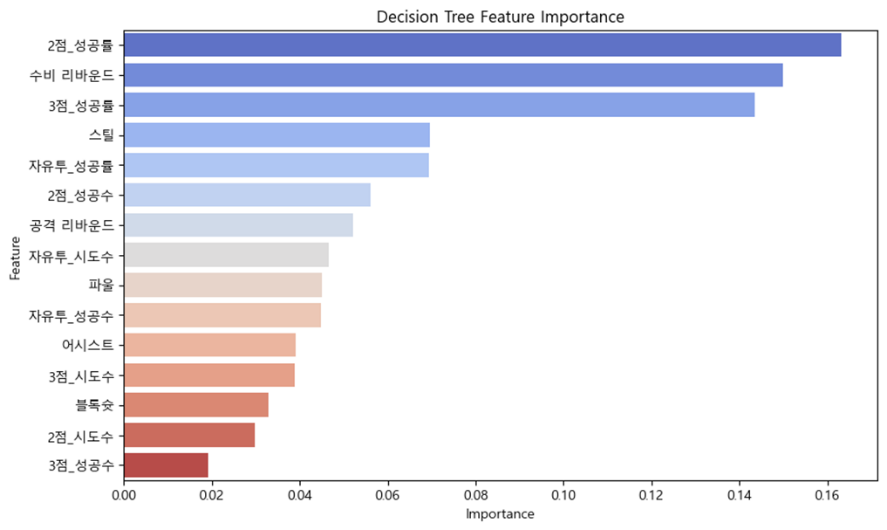 Decision Tree Feature Importance
2점_성공률
수비 리바운드
3점_성공률
스틸
자유투_성공률
2점_성공수
공격 리바운드
자유투_시도수
파울
자유투_성공수
어시스트
3점_시도수
블록슛
2점_시도수
3점_성공수
Feature
0.00 0.02 0.04 0.06 0.08 0.10 0.12 0.14 0.16
Importance